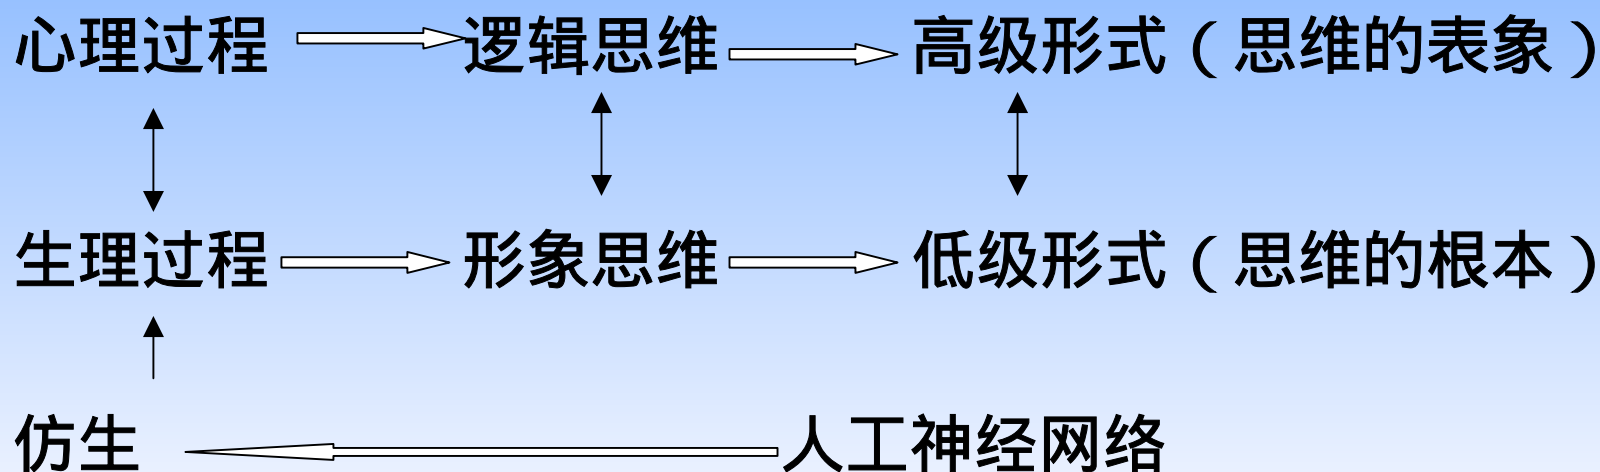 心理过程 逻辑思维 高级形式（思维的表象）
生理过程 形象思维 低级形式（思维的根本）
仿生 人工神经网络